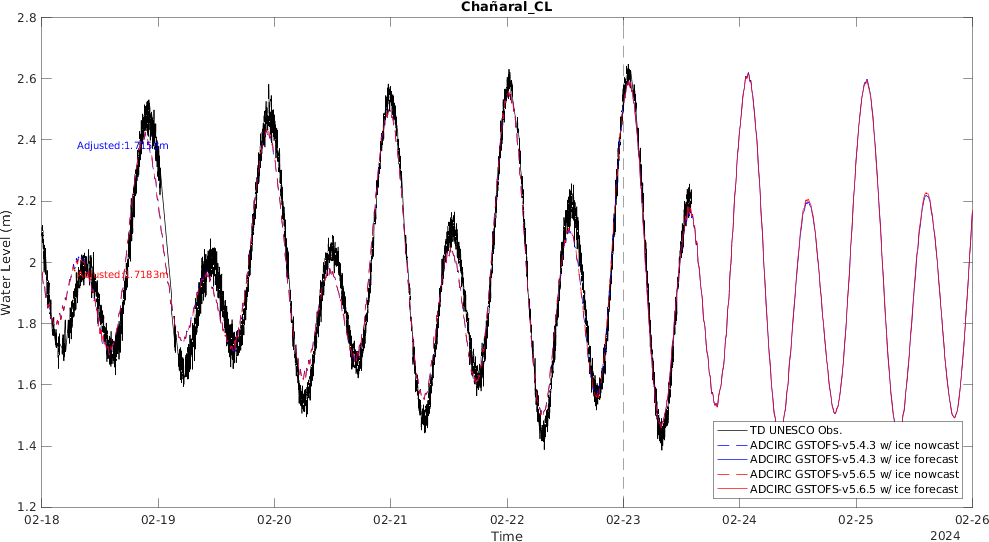 Chañaral_CL
2.8
2.6
2.4
2.2
2
1.8
1.6
1.4
1.2
Water Level (m)
Adjusted:1.715
Adjusted:1.7183m
02-18 02-19 02-20 02-21 02-22 02-23 02-24 02-25 02-26
Time
2024
TD UNESCO Obs.
ADCIRC GSTOFS-v5.4.3 w/ ice nowcast
ADCIRC GSTOFS-v5.4.3 w/ ice forecast
ADCIRC GSTOFS-v5.6.5 w/ ice nowcast
ADCIRC GSTOFS-v5.6.5 w/ ice forecast